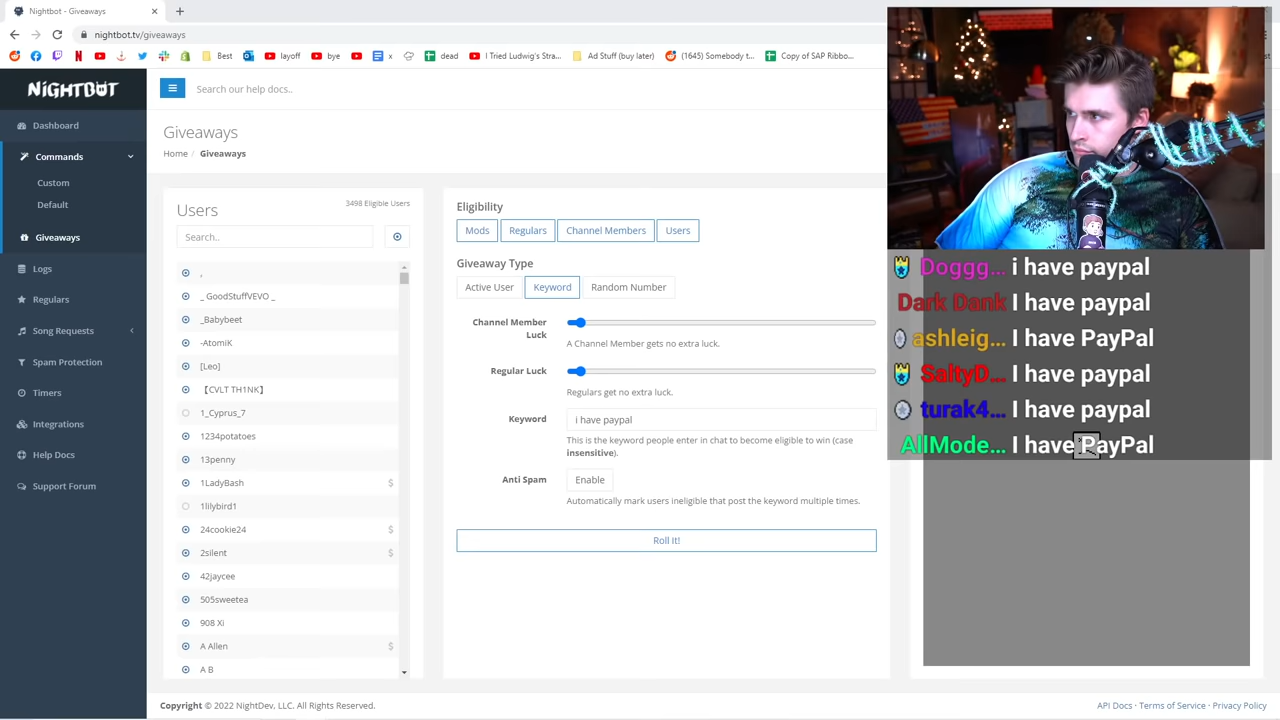 Nightbot - Users
nightbot.tv/giveaways
Best
layoff
bye
x
dead
I Tried Ludwig's Stra...
Ad Stuff (buy later)
(1645) Somebody t...
Copy of SAP Ribbo...
NIGHTBOT
Search our help docs..
Dashboard
Commands
Custom
Default
Giveaways
Logs
Regulars
Song Requests
Spam Protection
Timers
Integrations
Help Docs
Support Forum
Giveaways
Home / Giveaways
Users
3498 Eligible Users
Search...
,
_ GoodStuffVEVO _
_Babybeet
-AtomiK
[Leo]
【CVLT TH1NK】
1_Cyprus_7
1234potatoes
13penny
1LadyBash $
1lilybird1
24cookie24 $
2silent $
42jaycee
505sweetea
908 Xi
A Allen $
A B
Eligibility
Mods Regulars Channel Members Users
Giveaway Type
Active User Keyword Random Number
Channel Member
Luck
A Channel Member gets no extra luck.
Regular Luck
Regulars get no extra luck.
Keyword
i have paypal
This is the keyword people enter in chat to become eligible to win (case
insensitive).
Anti Spam
Enable
Automatically mark users ineligible that post the keyword multiple times.
Roll It!
Doggg... i have paypal
Dark Dank I have paypal
ashleig... I have PayPal
SaltyD... I have paypal
turak4... I have paypal
AllMode... I have PayPal
Copyright © 2022 NightDev, LLC. All Rights Reserved.
API Docs · Terms of Service · Privacy Policy